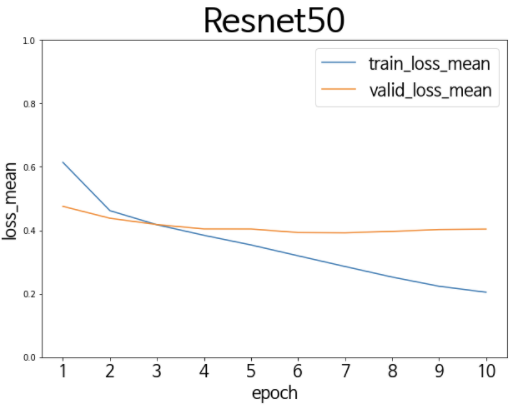 Resnet50
train_loss_mean
valid_loss_mean
loss_mean
1.0
0.8
0.6
0.4
0.2
0.0
1 2 3 4 5 6 7 8 9 10
epoch